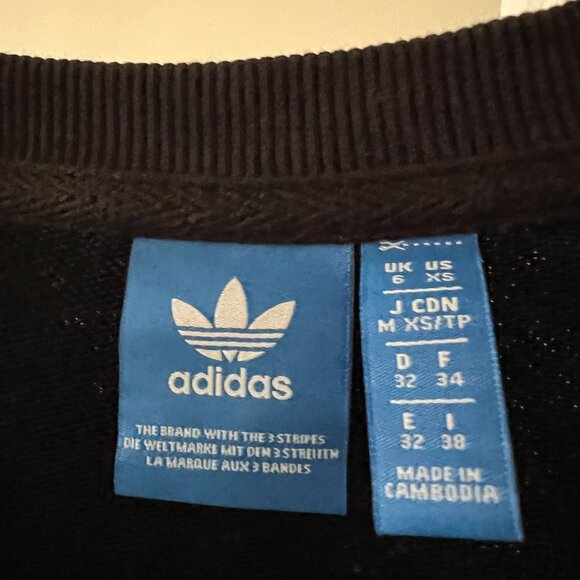 adidas
THE BRAND WITH THE 3 STRIPES
DIE WELTMARKE MIT DEN 3 STREIFEN
LA MARQUE AUX 3 BANDES
UK US
6 XS
J CDN
M XS/TP
D F
32 34
E I
32 38
MADE IN
CAMBODIA